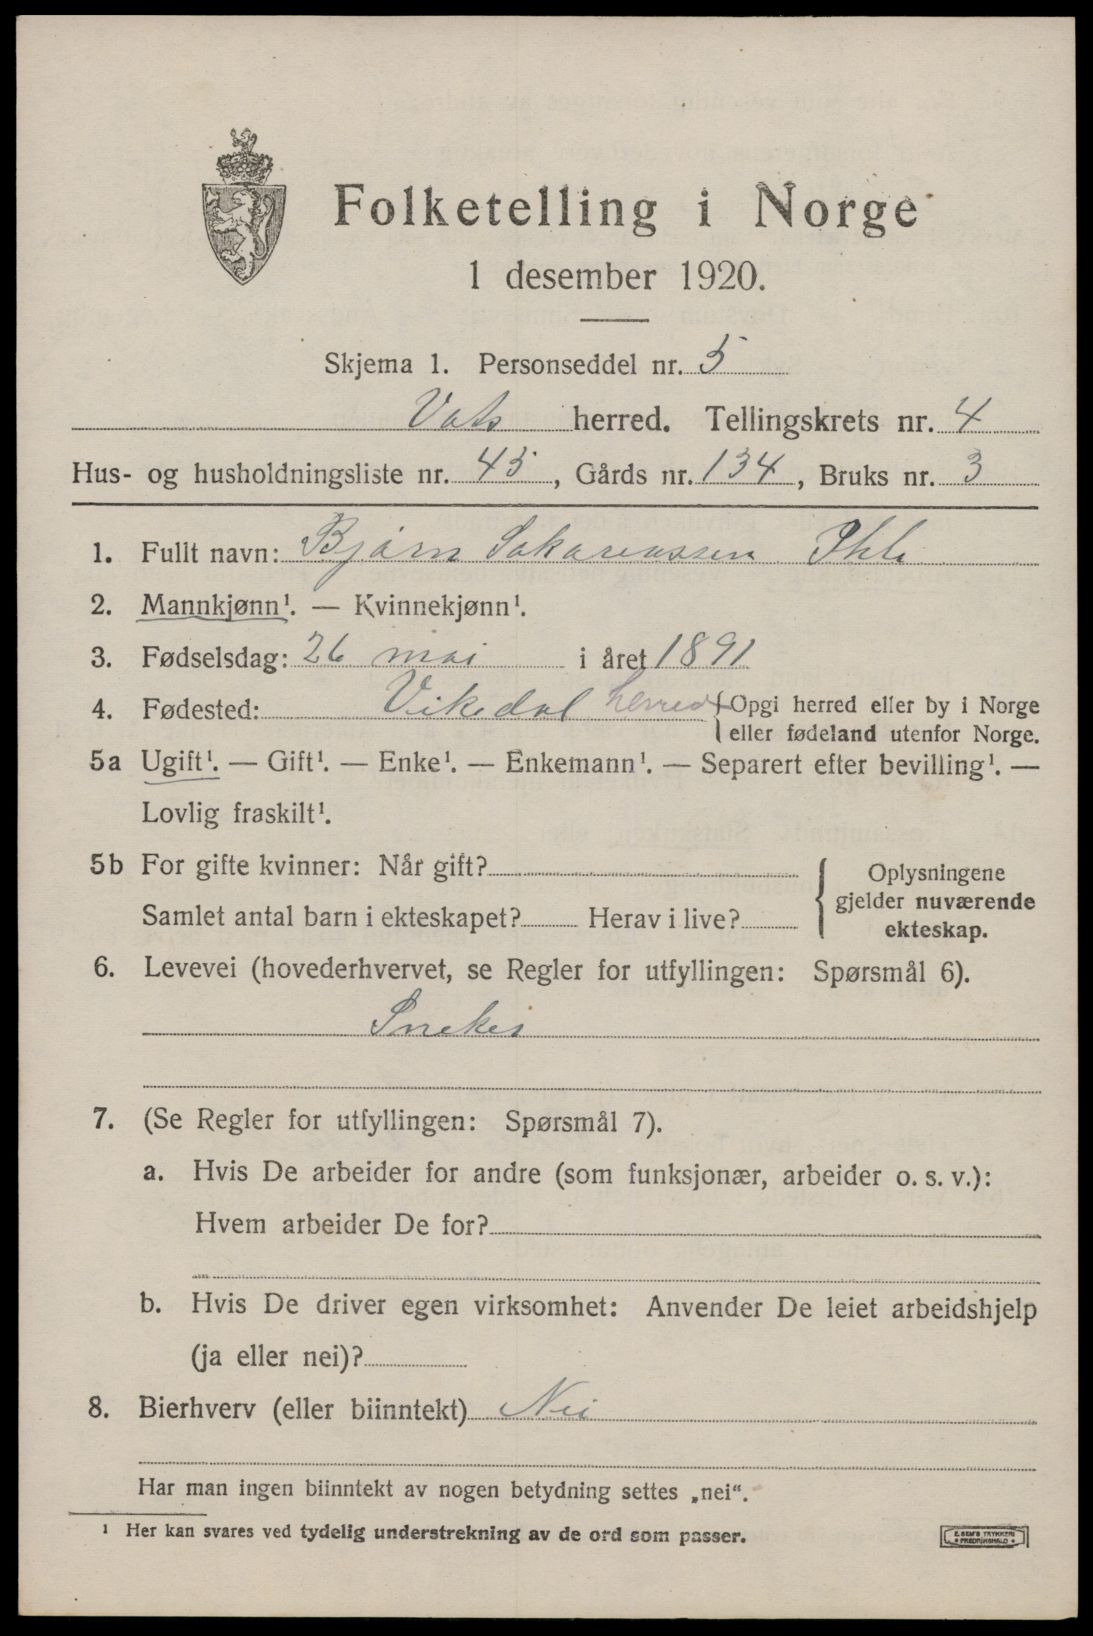 Folketelling i Norge
1 desember 1920.
Skjema 1. Personseddel nr. 5
Vats herred. Tellingskrets nr. 4
Hus- og husholdningsliste nr. 45, Gårds nr. 134, Bruks nr. 3
1. Fullt navn: Bjørn Sakariassen Ihle
2. Mannkjønn¹. — Kvinnekjønn¹.
3. Fødselsdag: 26 mai i året 1891
4. Fødested: Vikedal herred {Opgi herred eller by i Norge
eller fødeland utenfor Norge.
5a Ugift¹. — Gift¹. — Enke¹. — Enkemann¹. — Separert efter bevilling¹. —
Lovlig fraskilt¹.
5b For gifte kvinner: Når gift?
Samlet antal barn i ekteskapet? Herav i live?
{ Oplysningene
gjelder nuværende
ekteskap.
6. Levevei (hovederhvervet, se Regler for utfyllingen: Spørsmål 6).
Sneker
7. (Se Regler for utfyllingen: Spørsmål 7).
a. Hvis De arbeider for andre (som funksjonær, arbeider o. s. v.):
Hvem arbeider De for?
b. Hvis De driver egen virksomhet: Anvender De leiet arbeidshjelp
(ja eller nei)?
8. Bierhverv (eller biinntekt) Nei
Har man ingen biinntekt av nogen betydning settes „nei“.
¹ Her kan svares ved tydelig understrekning av de ord som passer.
E. SEM'S TRYKKERI
FREDRIKSHALD